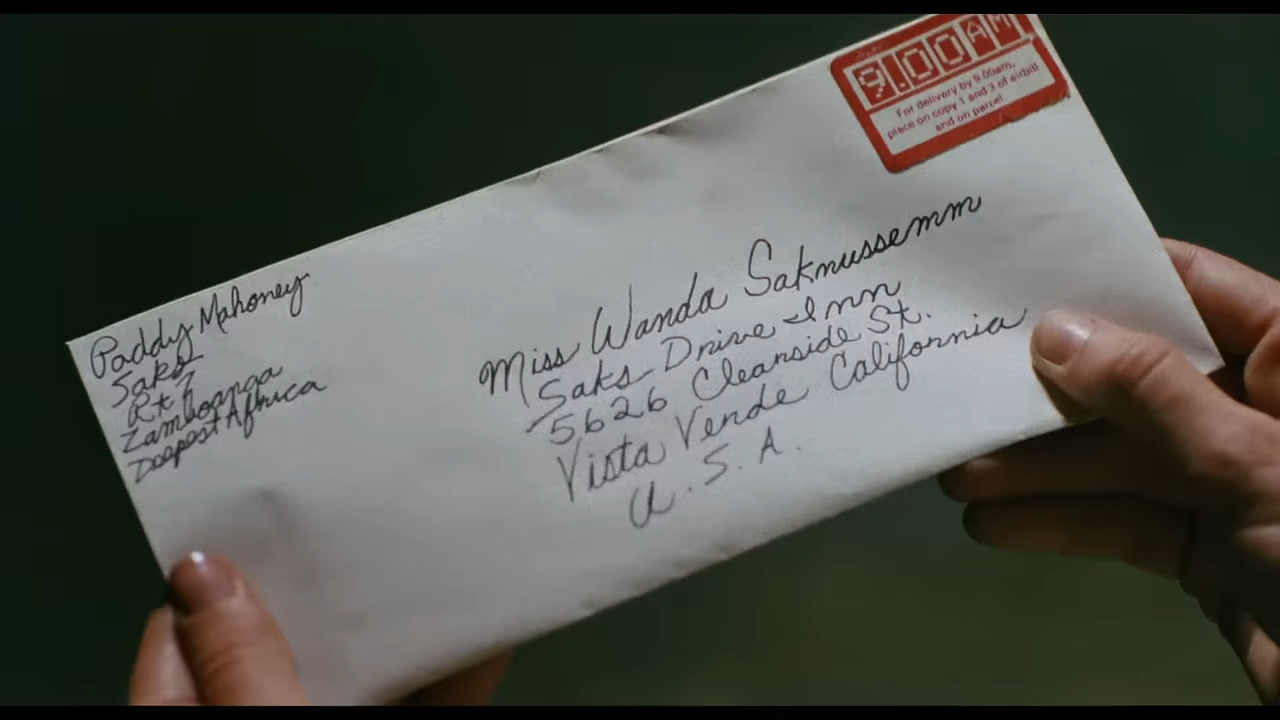 9.00AM
For delivery by 9.00am,
place on copy 1 and 3 of airbill
and on parcel.
Paddy Mahoney
Saks
Rt 7
Zamboanga
Deepest Africa
Miss Wanda Saknussemm
Saks Drive Inn
5626 Clearside St.
Vista Verde California
U.S.A.